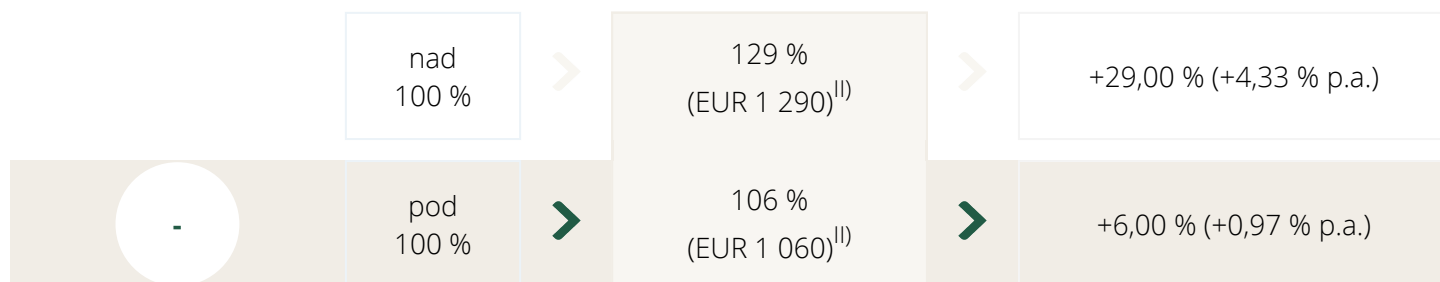 nad
100 %
129 %
(EUR 1 290)II)
+29,00 % (+4,33 % p.a.)
-
pod
100 %
106 %
(EUR 1 060)II)
+6,00 % (+0,97 % p.a.)